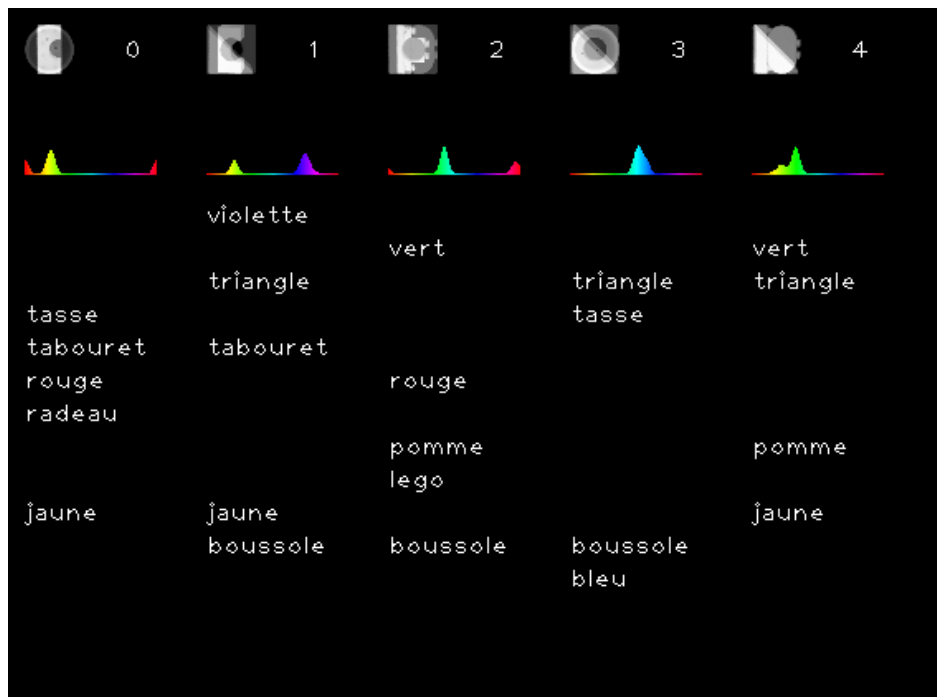 0 1 2 3 4
violette
vert vert
triangle triangle triangle
tasse tasse
tabouret tabouret
rouge rouge
radeau
pomme pomme
lego
jaune jaune jaune
boussole boussole boussole
bleu